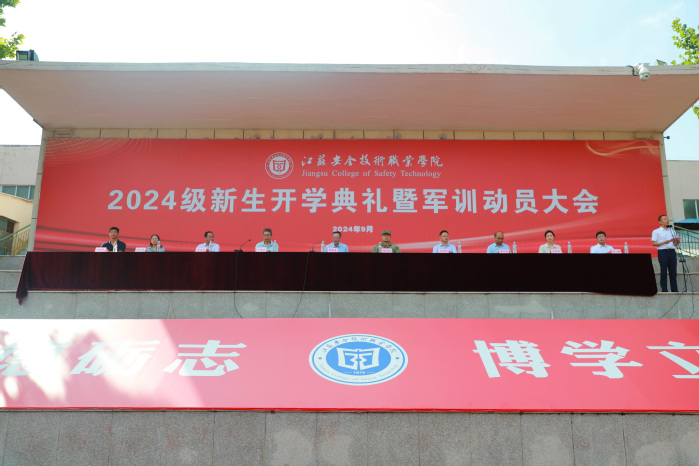 江苏安全技术职业学院
Jiangsu College of Safety Technology
2024级新生开学典礼暨军训动员大会
2024年9月
砺志
博学立